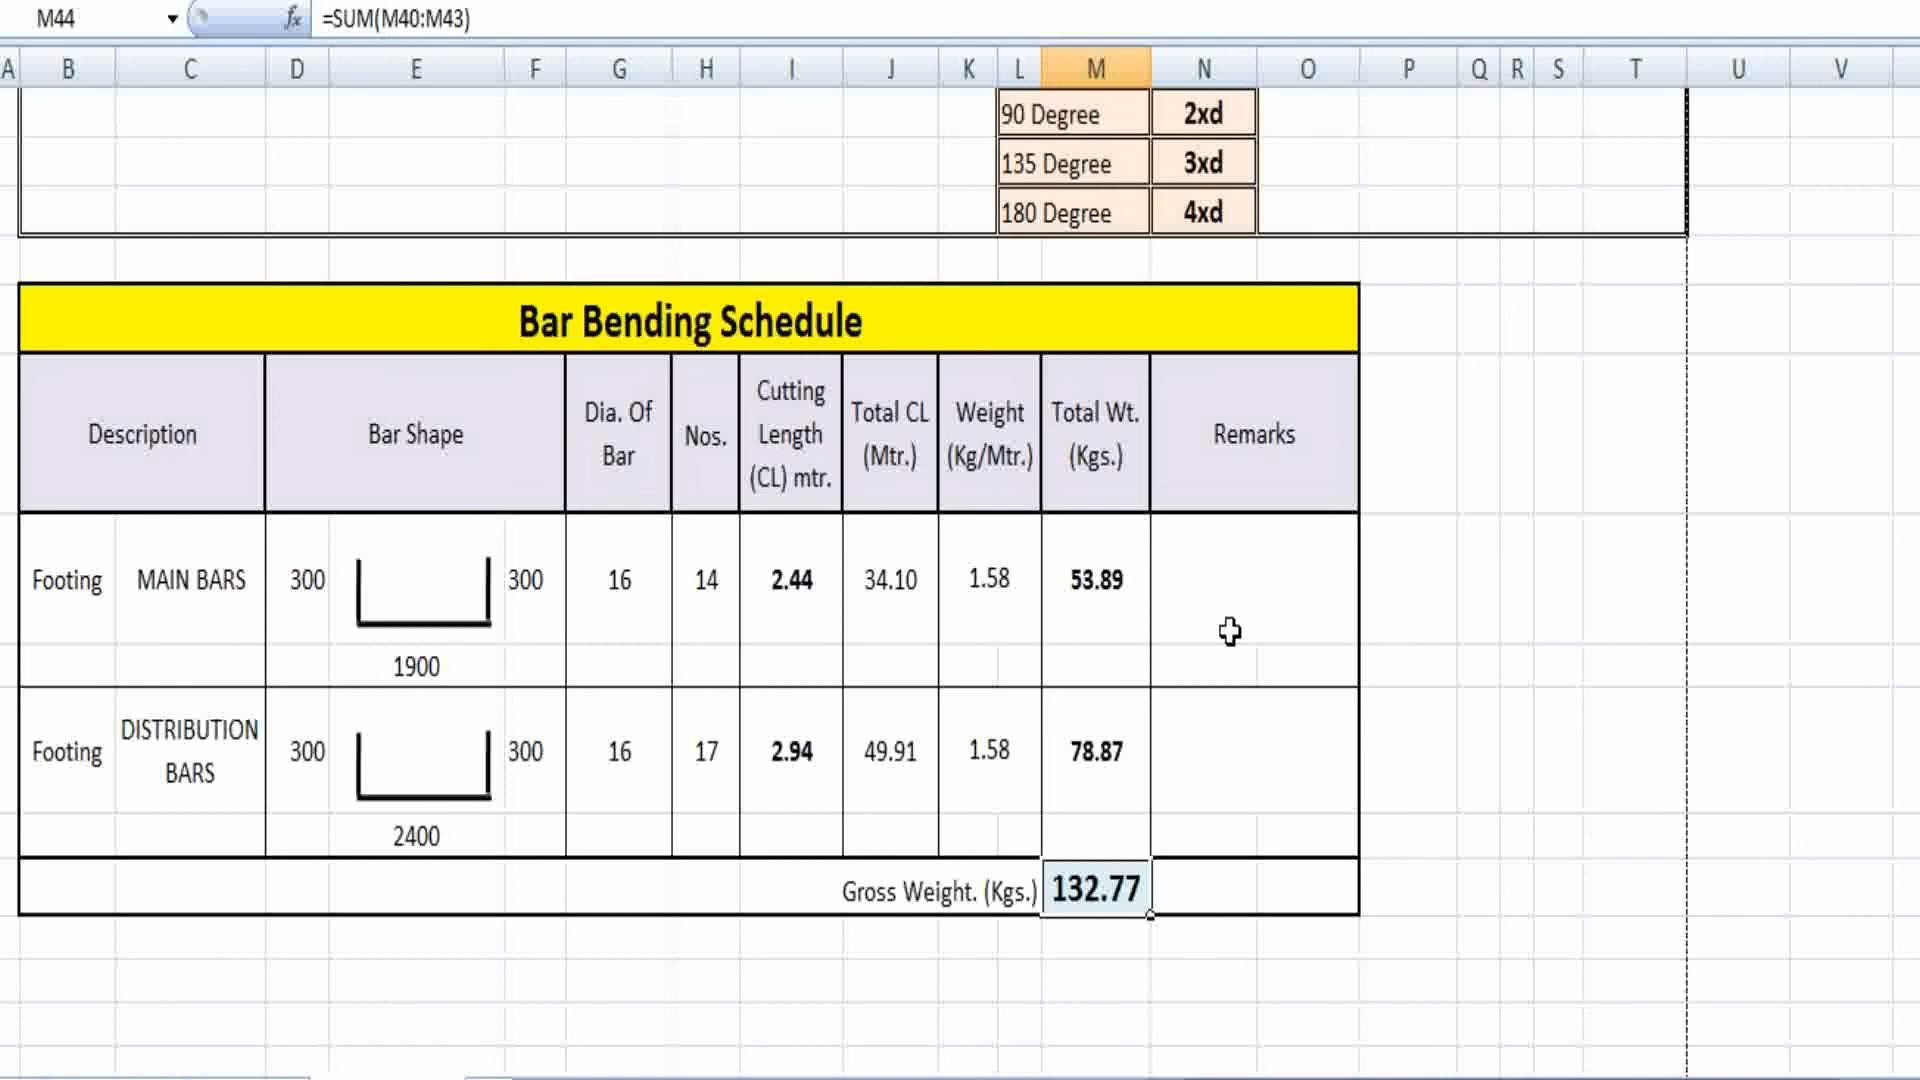 M44 fx =SUM(M40:M43)
A B C D E F G H I J K L M N O P Q R S T U V
90 Degree 2xd
135 Degree 3xd
180 Degree 4xd
Bar Bending Schedule
Description Bar Shape Dia. Of Bar Nos. Cutting Length (CL) mtr. Total CL (Mtr.) Weight (Kg/Mtr.) Total Wt. (Kgs.) Remarks
Footing MAIN BARS 300 300 16 14 2.44 34.10 1.58 53.89
1900
Footing DISTRIBUTION BARS 300 300 16 17 2.94 49.91 1.58 78.87
2400
Gross Weight. (Kgs.) 132.77